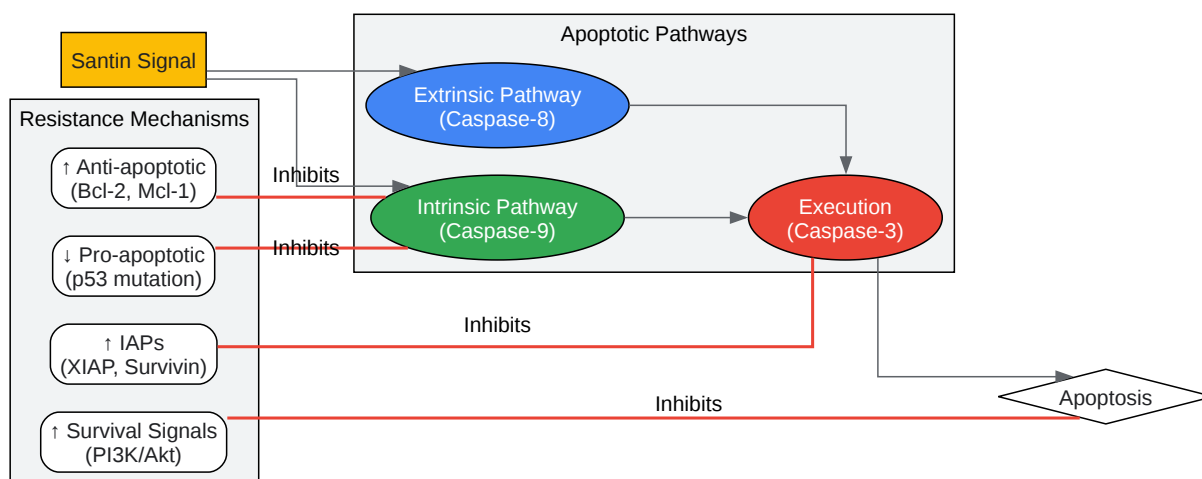 Apoptotic Pathways
Santin Signal
Extrinsic Pathway
(Caspase-8)
Resistance Mechanisms
↑ Anti-apoptotic
(Bcl-2, Mcl-1)
Inhibits
Intrinsic Pathway
(Caspase-9)
Execution
(Caspase-3)
↓ Pro-apoptotic
(p53 mutation)
Inhibits
↑ IAPs
(XIAP, Survivin)
Inhibits
↑ Survival Signals
(PI3K/Akt)
Inhibits
Apoptosis